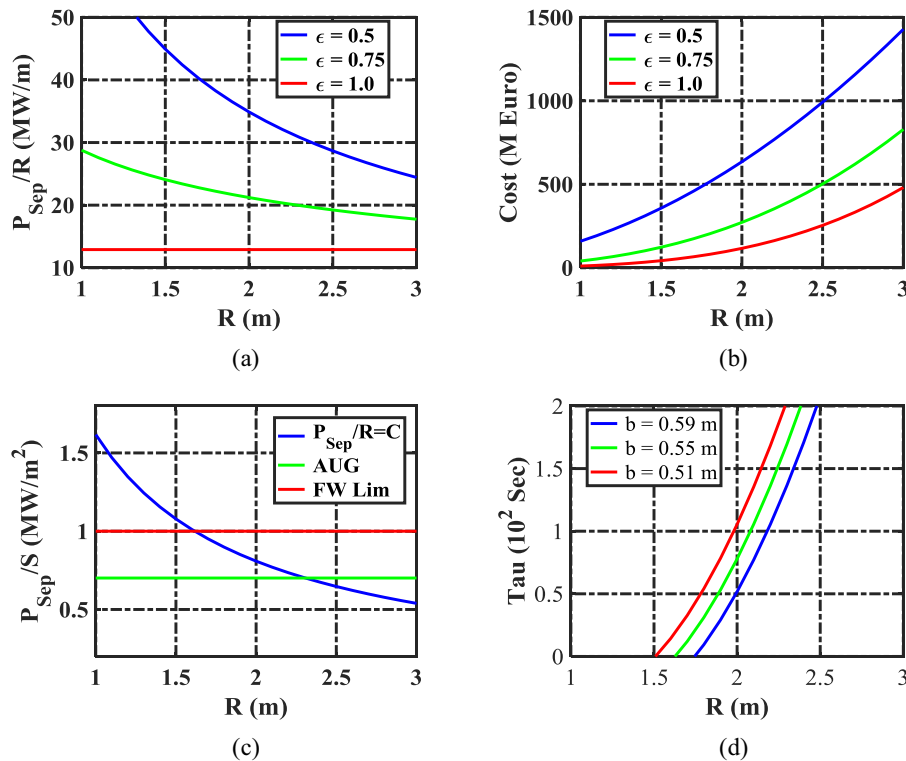 50
40
30
20
10
P_Sep/R (MW/m)
ϵ = 0.5
ϵ = 0.75
ϵ = 1.0
1 1.5 2 2.5 3
R (m)
(a)
1500
1000
500
0
Cost (M Euro)
ϵ = 0.5
ϵ = 0.75
ϵ = 1.0
1 1.5 2 2.5 3
R (m)
(b)
1.5
1
0.5
P_Sep/S (MW/m²)
P_Sep/R=C
AUG
FW Lim
1 1.5 2 2.5 3
R (m)
(c)
2
1.5
1
0.5
0
Tau (10² Sec)
b = 0.59 m
b = 0.55 m
b = 0.51 m
1 1.5 2 2.5 3
R (m)
(d)